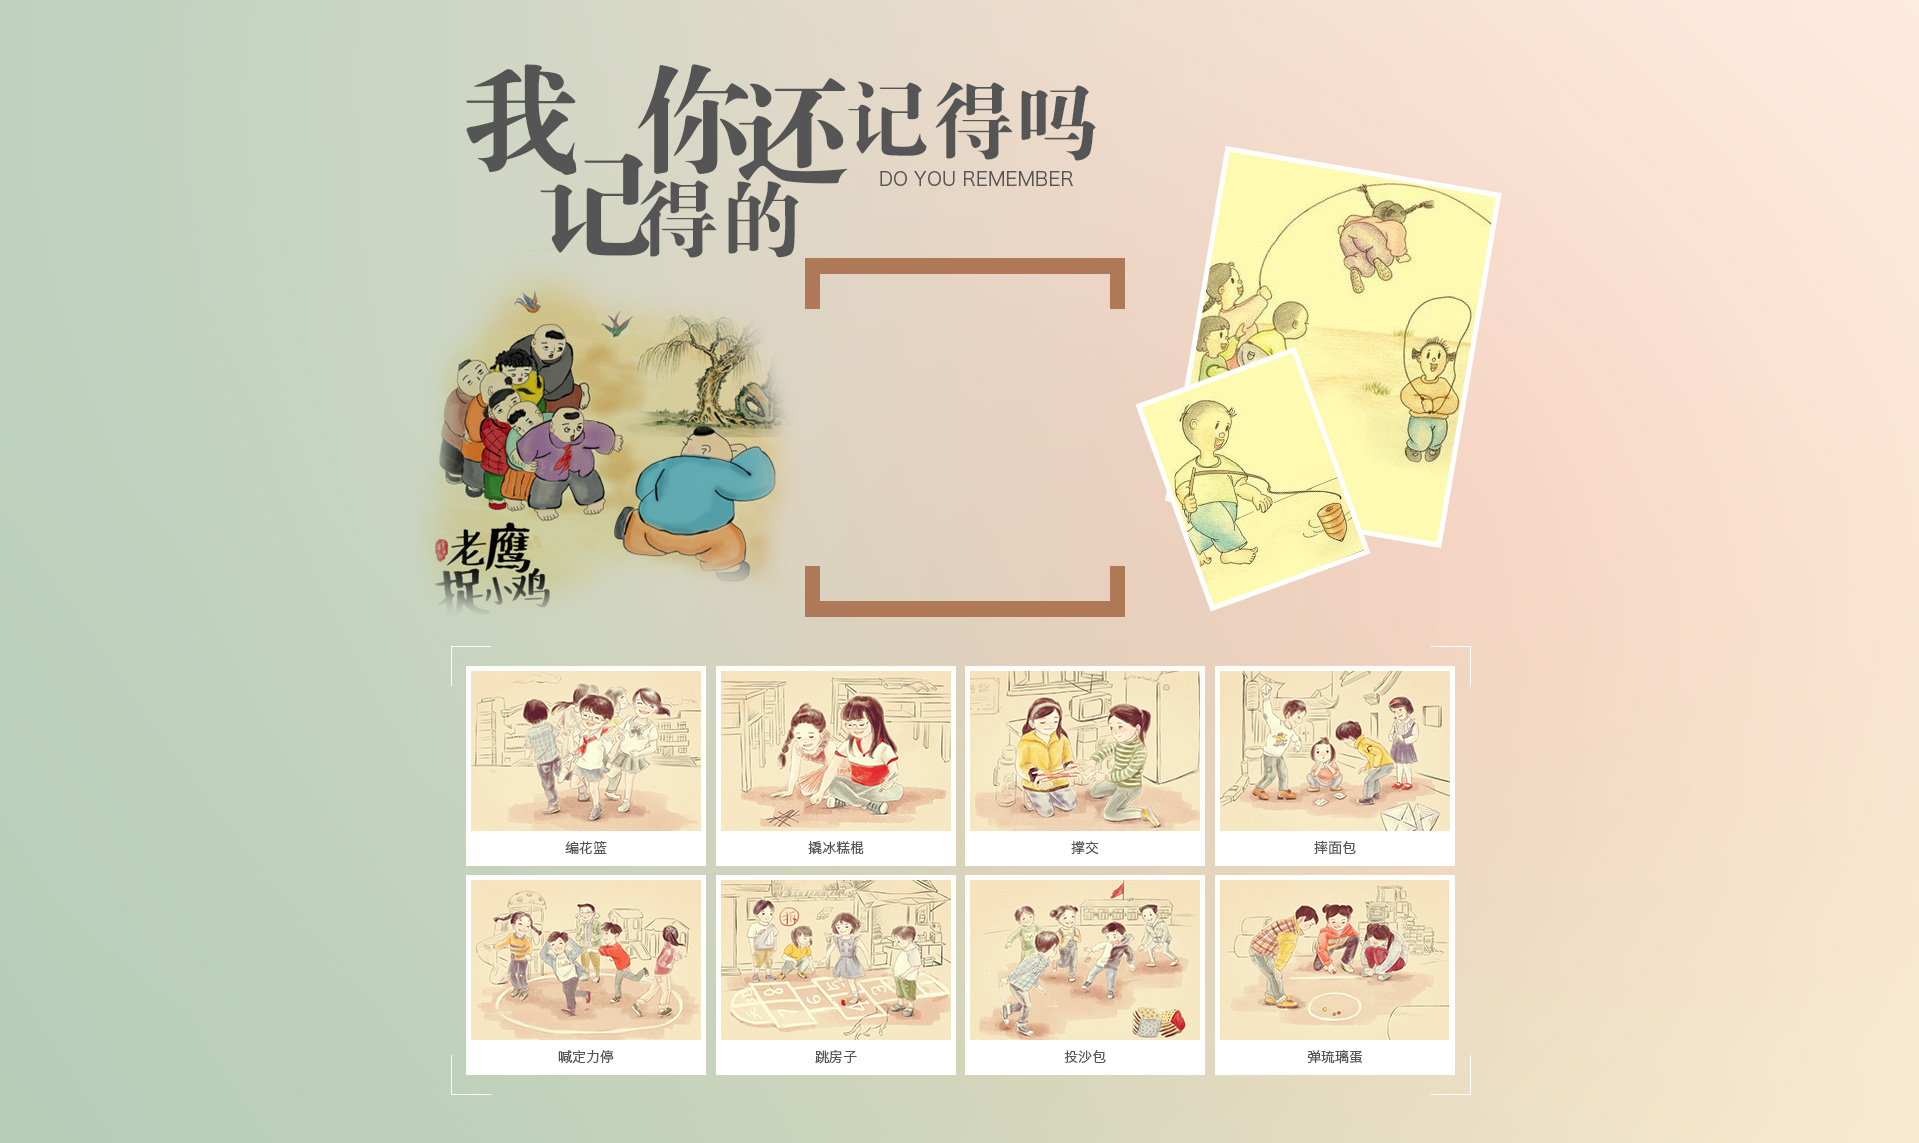 我记得的
你还记得吗
DO YOU REMEMBER
老鹰
捉小鸡
编花篮
撬冰糕棍
撑交
摔面包
喊定力停
跳房子
投沙包
弹琉璃蛋